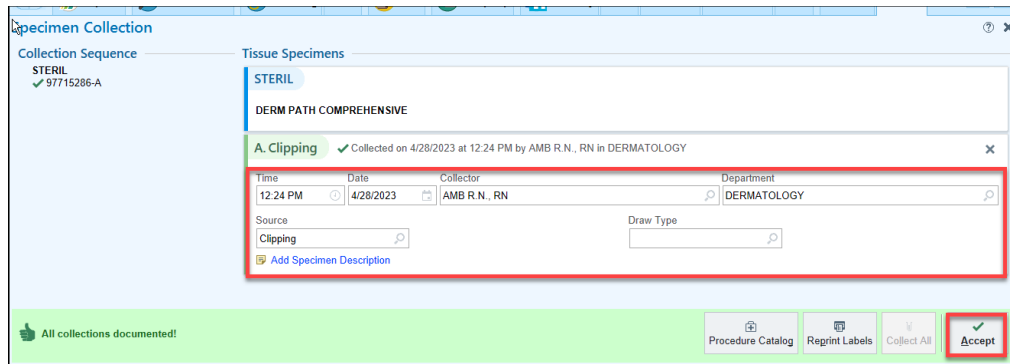 Specimen Collection
Collection Sequence
STERIL
97715286-A
Tissue Specimens
STERIL
DERM PATH COMPREHENSIVE
A. Clipping
Collected on 4/28/2023 at 12:24 PM by AMB R.N., RN in DERMATOLOGY
Time Date Collector Department
12:24 PM 4/28/2023 AMB R.N., RN DERMATOLOGY
Source Draw Type
Clipping
Add Specimen Description
All collections documented!
Procedure Catalog Reprint Labels Collect All Accept